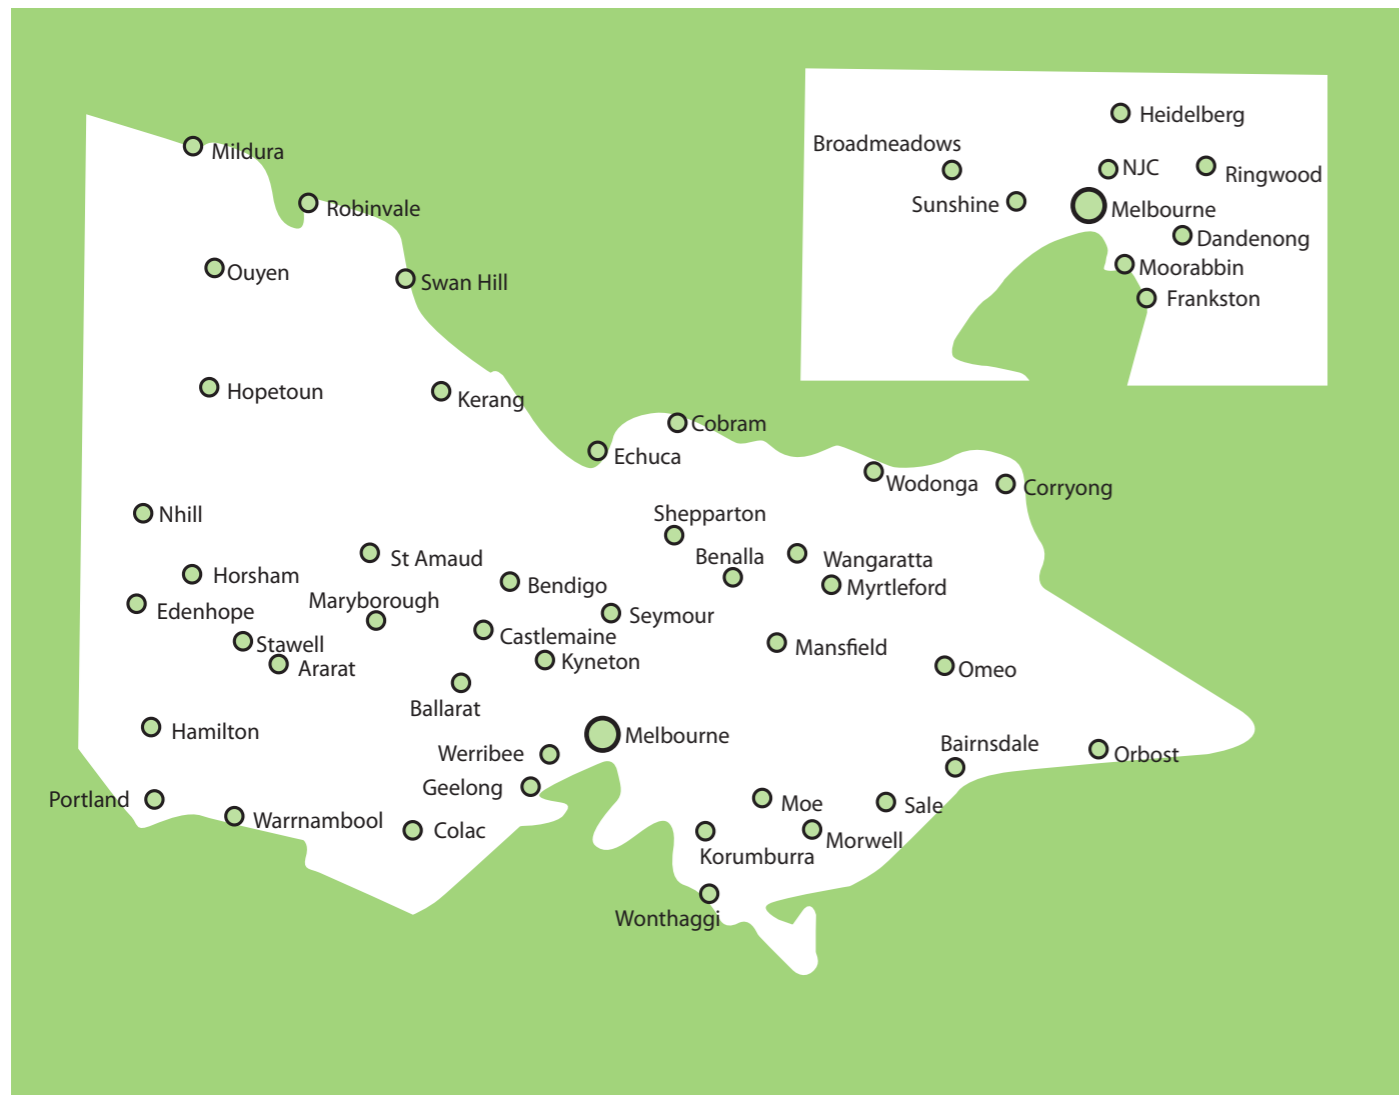 Heidelberg
Broadmeadows
Mildura
NJC
Ringwood
Sunshine
Robinvale
Melbourne
Dandenong
Moorabbin
Ouyen
Swan Hill
Frankston
Hopetoun
Kerang
Cobram
Echuca
Wodonga
Corryong
Nhill
Shepparton
St Amaud
Benalla
Wangaratta
Horsham
Bendigo
Myrtleford
Maryborough
Edenhope
Seymour
Castlemaine
Stawell
Mansfield
Kyneton
Ararat
Omeo
Ballarat
Hamilton
Melbourne
Bairnsdale
Werribee
Orbost
Geelong
Portland
Moe
Sale
Warrnambool
Colac
Morwell
Korumburra
Wonthaggi